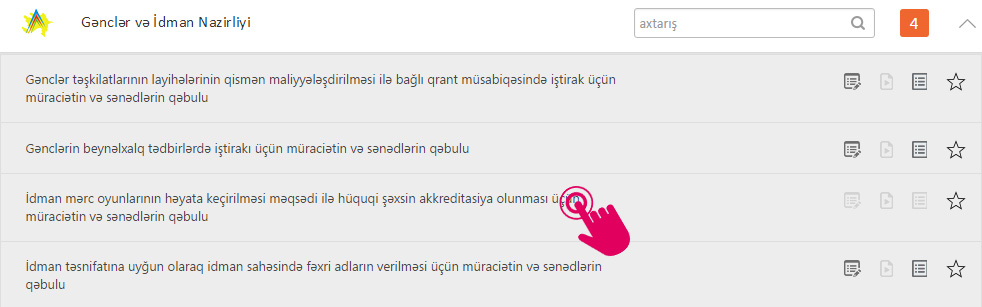 Gənclər və İdman Nazirliyi
axtarış
4
Gənclər təşkilatlarının layihələrinin qismən maliyyələşdirilməsi ilə bağlı qrant müsabiqəsində iştirak üçün
müraciətin və sənədlərin qəbulu
Gənclərin beynəlxalq tədbirlərdə iştirakı üçün müraciətin və sənədlərin qəbulu
İdman mərc oyunlarının həyata keçirilməsi məqsədi ilə hüquqi şəxsin akkreditasiya olunması üçün
müraciətin və sənədlərin qəbulu
İdman təsnifatına uyğun olaraq idman sahəsində fəxri adların verilməsi üçün müraciətin və sənədlərin
qəbulu